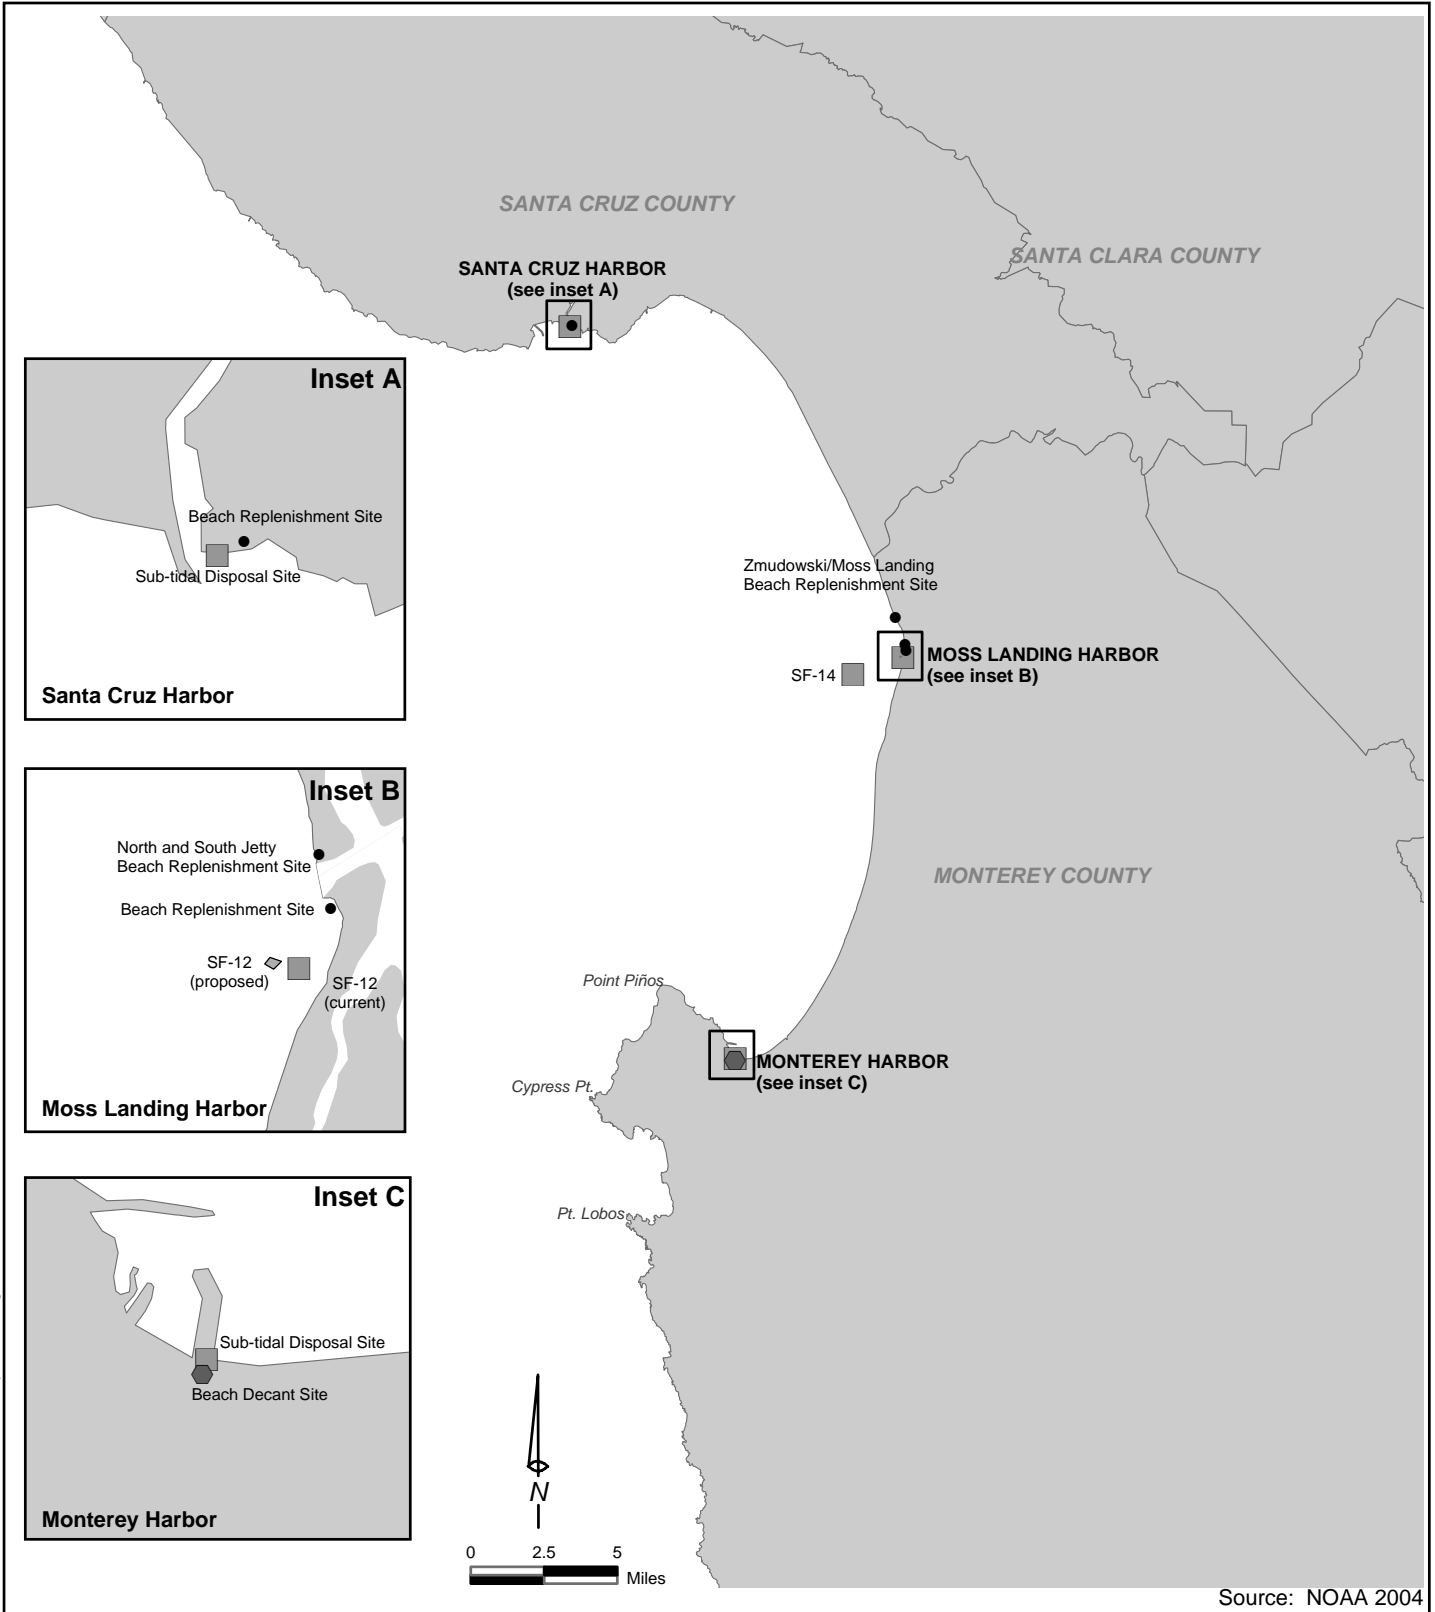 SANTA CRUZ COUNTY
SANTA CLARA COUNTY
SANTA CRUZ HARBOR
(see inset A)
Inset A
Beach Replenishment Site
Sub-tidal Disposal Site
Santa Cruz Harbor
Zmudowski/Moss Landing
Beach Replenishment Site
MOSS LANDING HARBOR
(see inset B)
SF-14
Inset B
North and South Jetty
Beach Replenishment Site
Beach Replenishment Site
SF-12
(proposed)
SF-12
(current)
Moss Landing Harbor
MONTEREY COUNTY
Point Piños
MONTEREY HARBOR
(see inset C)
Cypress Pt.
Pt. Lobos
Inset C
Sub-tidal Disposal Site
Beach Decant Site
Monterey Harbor
N
0 2.5 5
Miles
Source: NOAA 2004